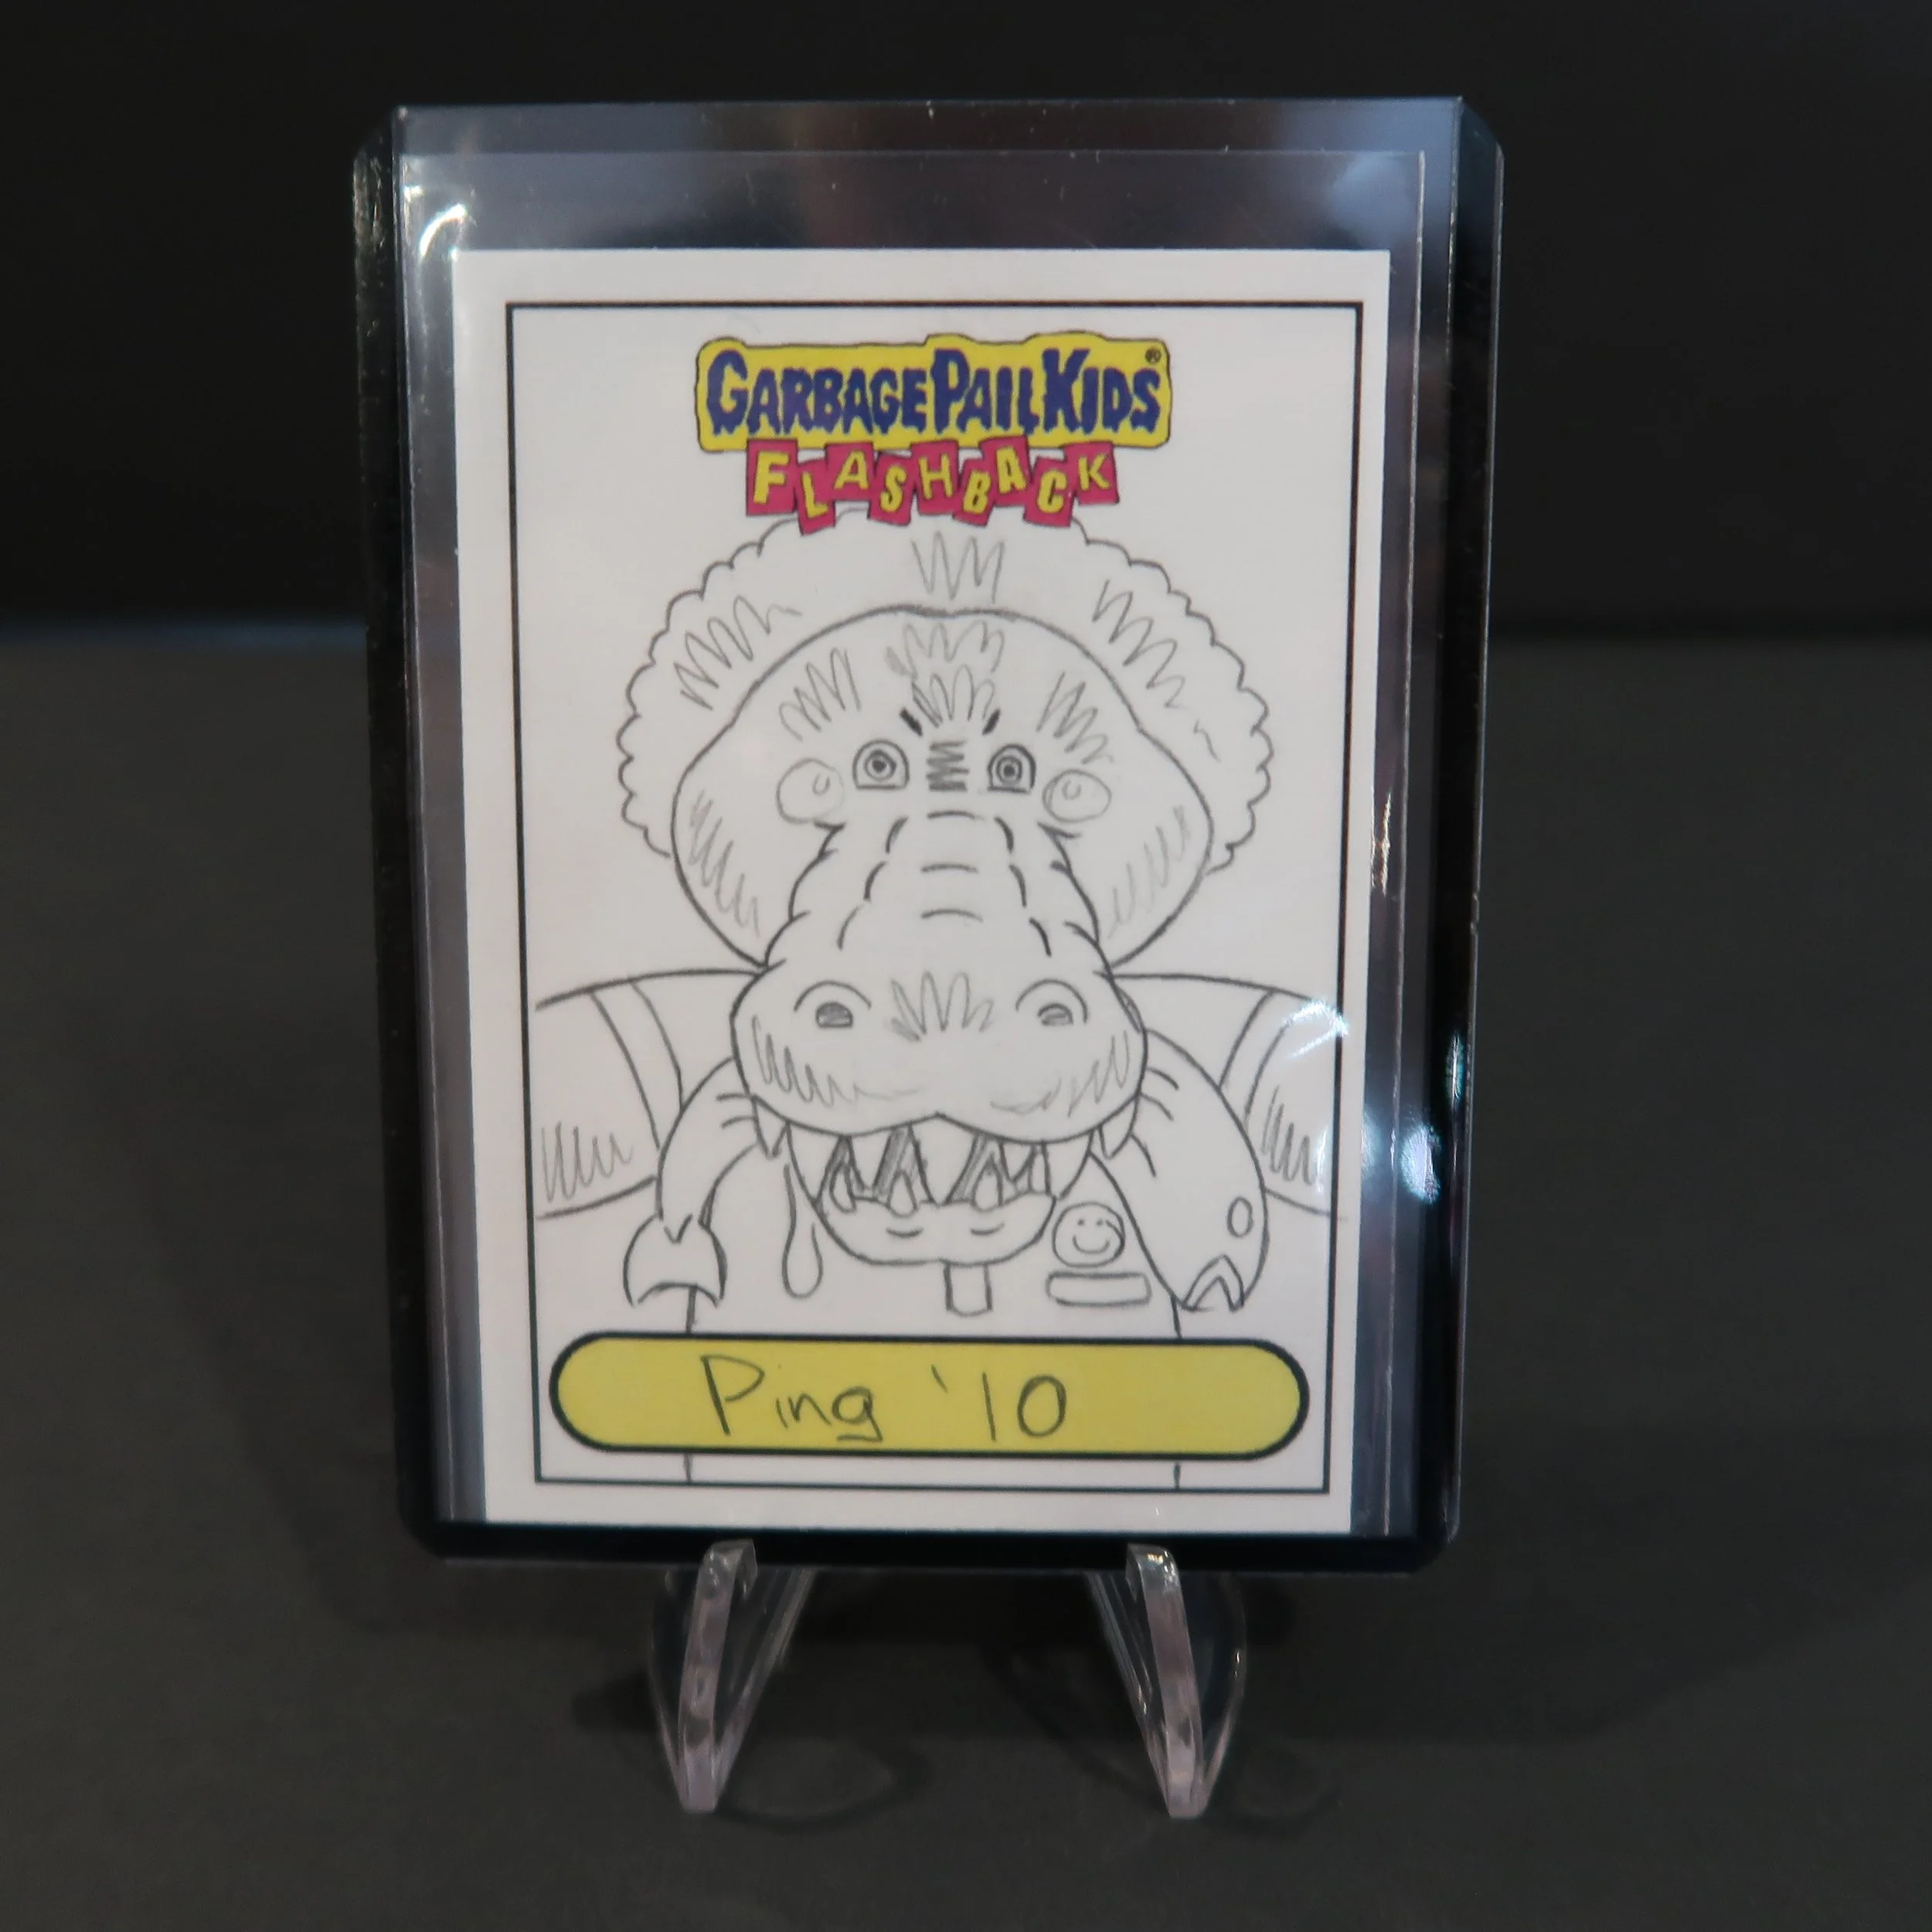 GARBAGE PAIL KIDS®
FLASHBACK
Ping '10